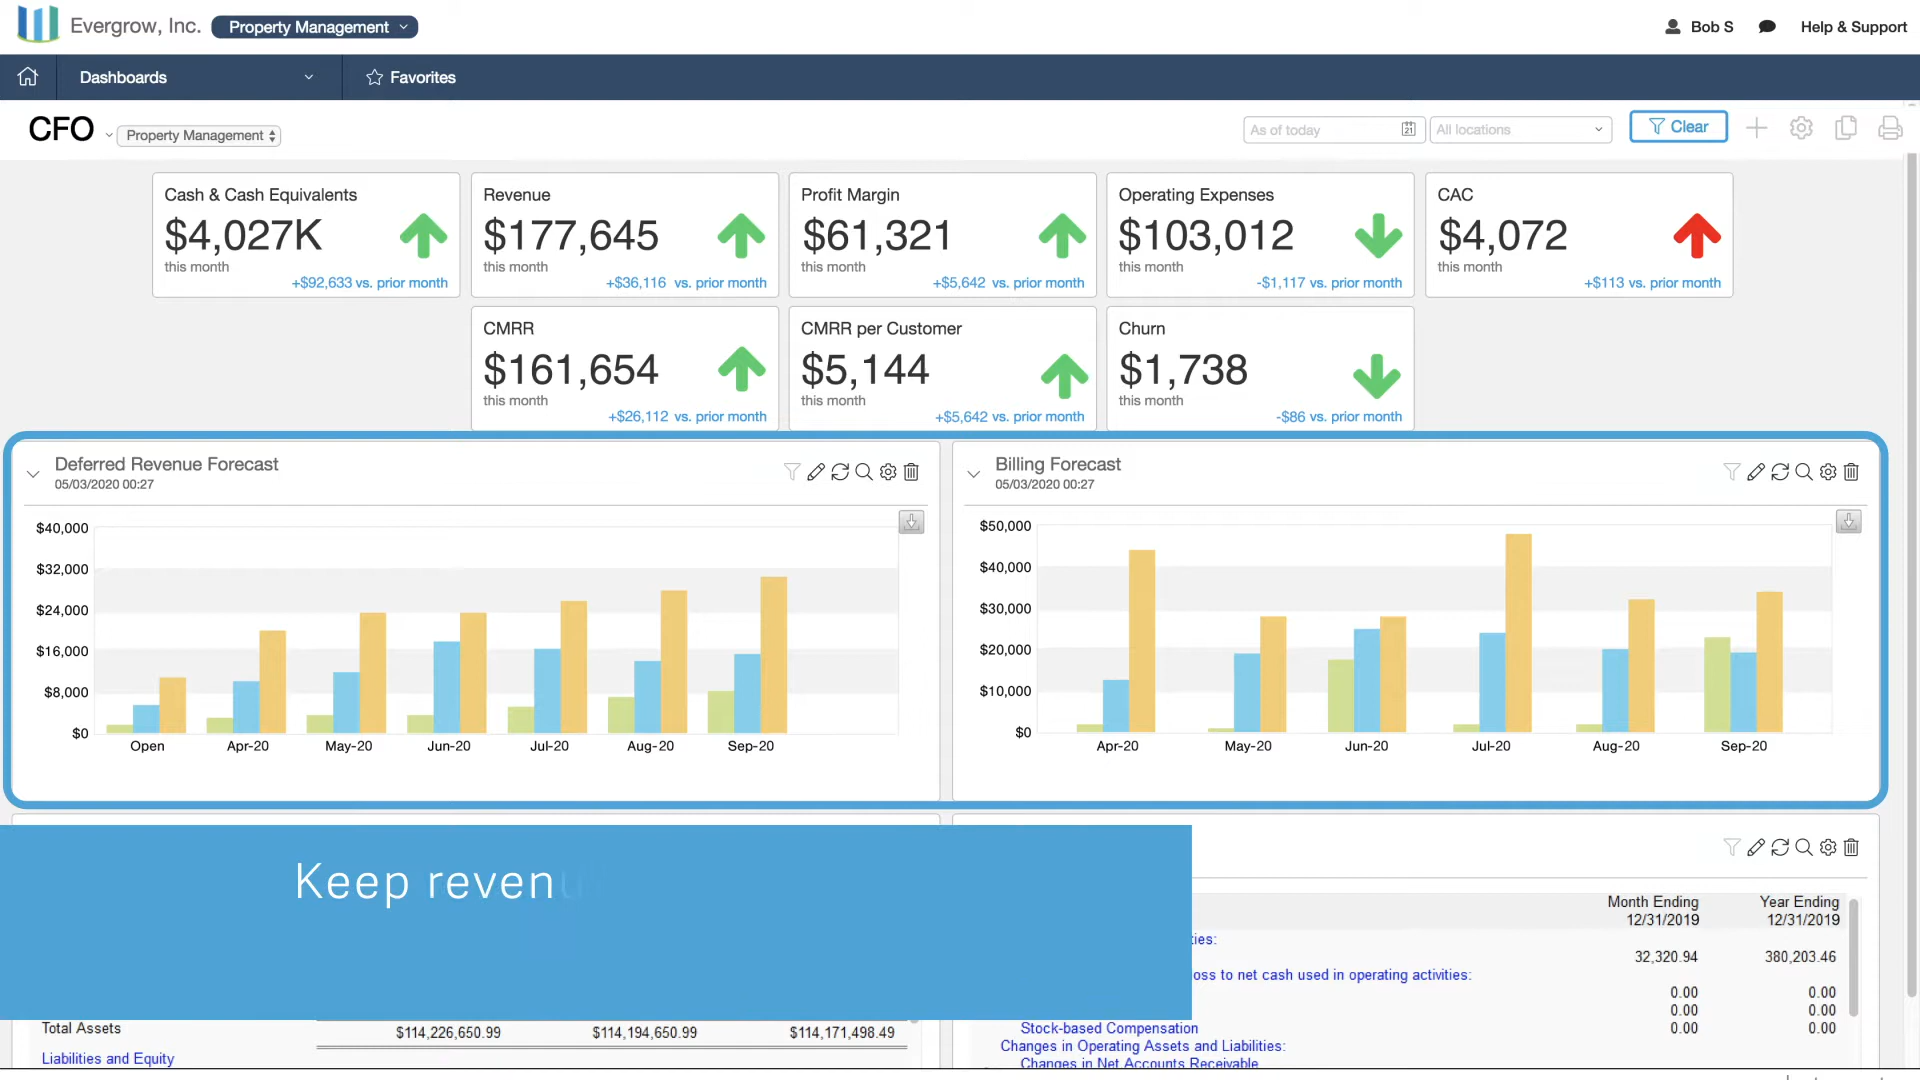 Evergrow, Inc. Property Management Bob S Help & Support
Dashboards Favorites
CFO Property Management As of today 21 All locations Clear
Cash & Cash Equivalents
$4,027K
this month
+$92,633 vs. prior month
Revenue
$177,645
this month
+$36,116 vs. prior month
Profit Margin
$61,321
this month
+$5,642 vs. prior month
Operating Expenses
$103,012
this month
-$1,117 vs. prior month
CAC
$4,072
this month
+$113 vs. prior month
CMRR
$161,654
this month
+$26,112 vs. prior month
CMRR per Customer
$5,144
this month
+$5,642 vs. prior month
Churn
$1,738
this month
-$86 vs. prior month
Deferred Revenue Forecast
05/03/2020 00:27
$40,000
$32,000
$24,000
$16,000
$8,000
$0
Open Apr-20 May-20 Jun-20 Jul-20 Aug-20 Sep-20
Billing Forecast
05/03/2020 00:27
$50,000
$40,000
$30,000
$20,000
$10,000
$0
Apr-20 May-20 Jun-20 Jul-20 Aug-20 Sep-20
Keep revenu
Total Assets $114,226,650.99 $114,194,650.99 $114,171,498.49
Liabilities and Equity
Month Ending Year Ending
12/31/2019 12/31/2019
ties:
32,320.94 380,203.46
oss to net cash used in operating activities:
0.00 0.00
0.00 0.00
Stock-based Compensation 0.00 0.00
Changes in Operating Assets and Liabilities:
Changes in Net Accounts Receivable